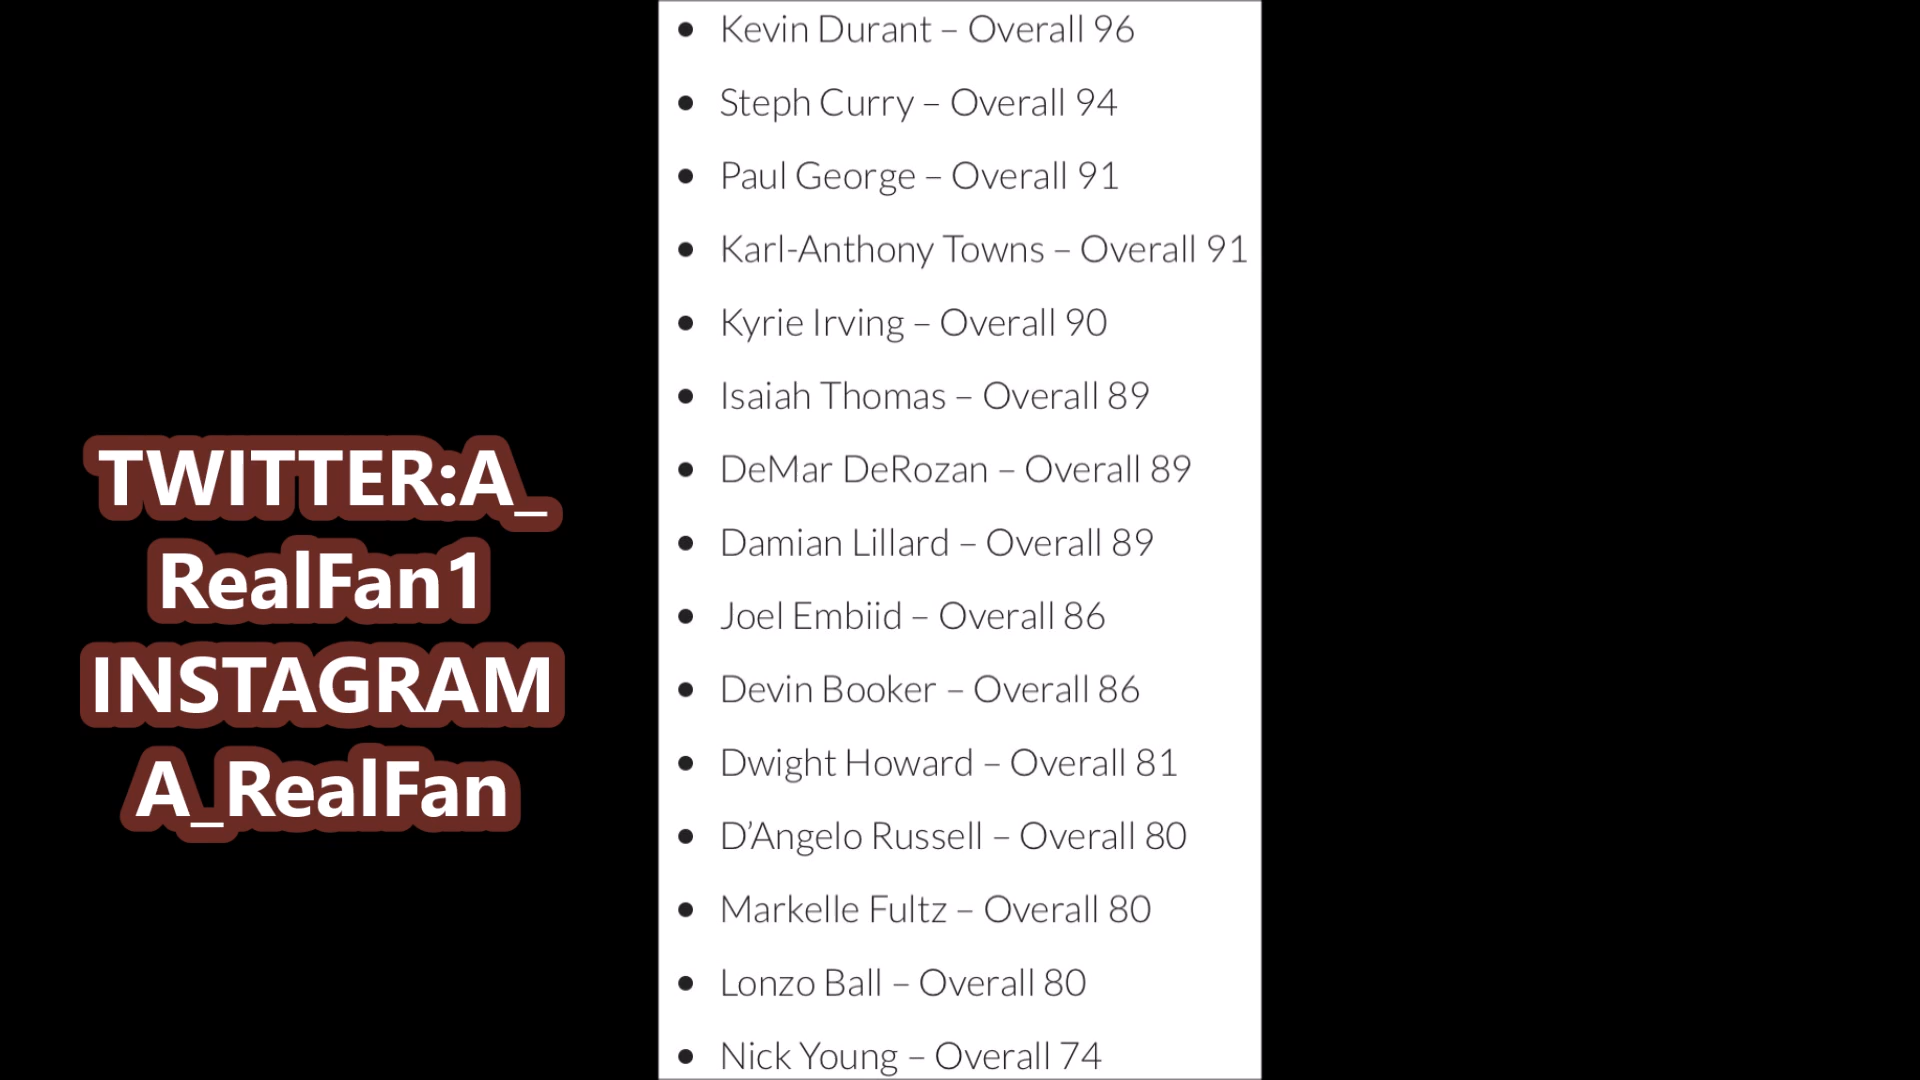 TWITTER:A_
RealFan1
INSTAGRAM
A_RealFan
• Kevin Durant – Overall 96
• Steph Curry – Overall 94
• Paul George – Overall 91
• Karl-Anthony Towns – Overall 91
• Kyrie Irving – Overall 90
• Isaiah Thomas – Overall 89
• DeMar DeRozan – Overall 89
• Damian Lillard – Overall 89
• Joel Embiid – Overall 86
• Devin Booker – Overall 86
• Dwight Howard – Overall 81
• D’Angelo Russell – Overall 80
• Markelle Fultz – Overall 80
• Lonzo Ball – Overall 80
• Nick Young – Overall 74